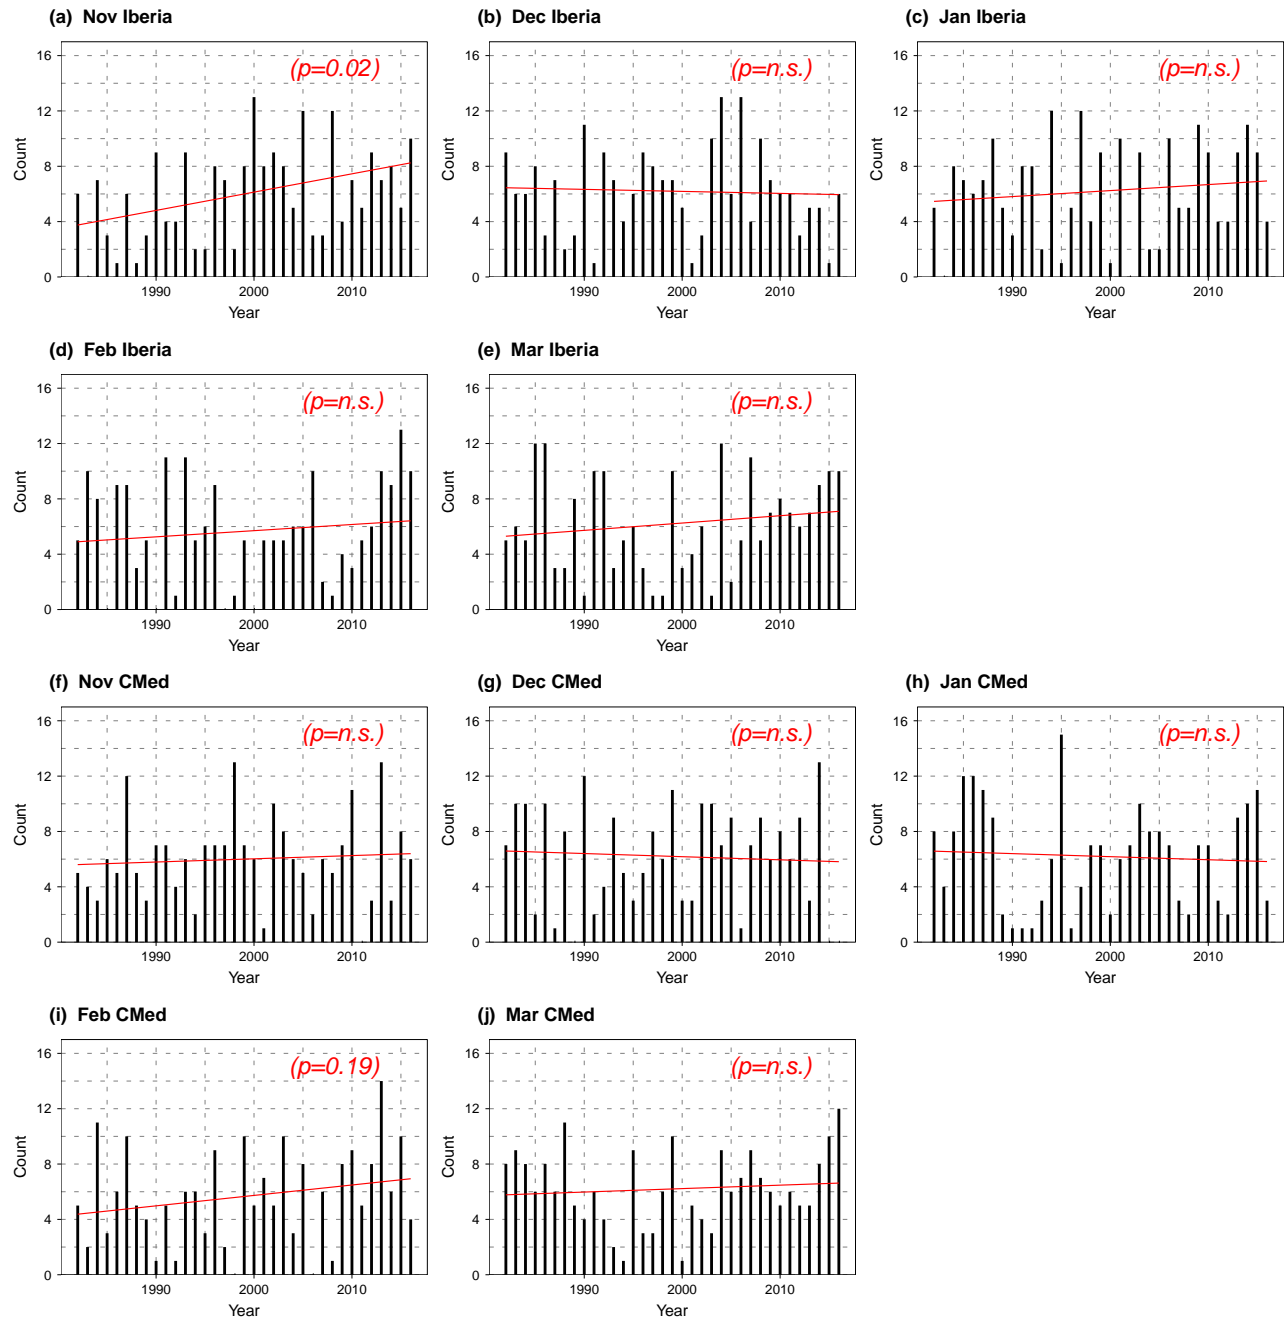 (a) Nov Iberia
(b) Dec Iberia
(c) Jan Iberia
(p=0.02)
(p=n.s.)
(p=n.s.)
Count
16
12
8
4
0
1990 2000 2010
Year
Count
16
12
8
4
0
1990 2000 2010
Year
Count
16
12
8
4
0
1990 2000 2010
Year
(d) Feb Iberia
(e) Mar Iberia
(p=n.s.)
(p=n.s.)
Count
16
12
8
4
0
1990 2000 2010
Year
Count
16
12
8
4
0
1990 2000 2010
Year
(f) Nov CMed
(g) Dec CMed
(h) Jan CMed
(p=n.s.)
(p=n.s.)
(p=n.s.)
Count
16
12
8
4
0
1990 2000 2010
Year
Count
16
12
8
4
0
1990 2000 2010
Year
Count
16
12
8
4
0
1990 2000 2010
Year
(i) Feb CMed
(j) Mar CMed
(p=0.19)
(p=n.s.)
Count
16
12
8
4
0
1990 2000 2010
Year
Count
16
12
8
4
0
1990 2000 2010
Year